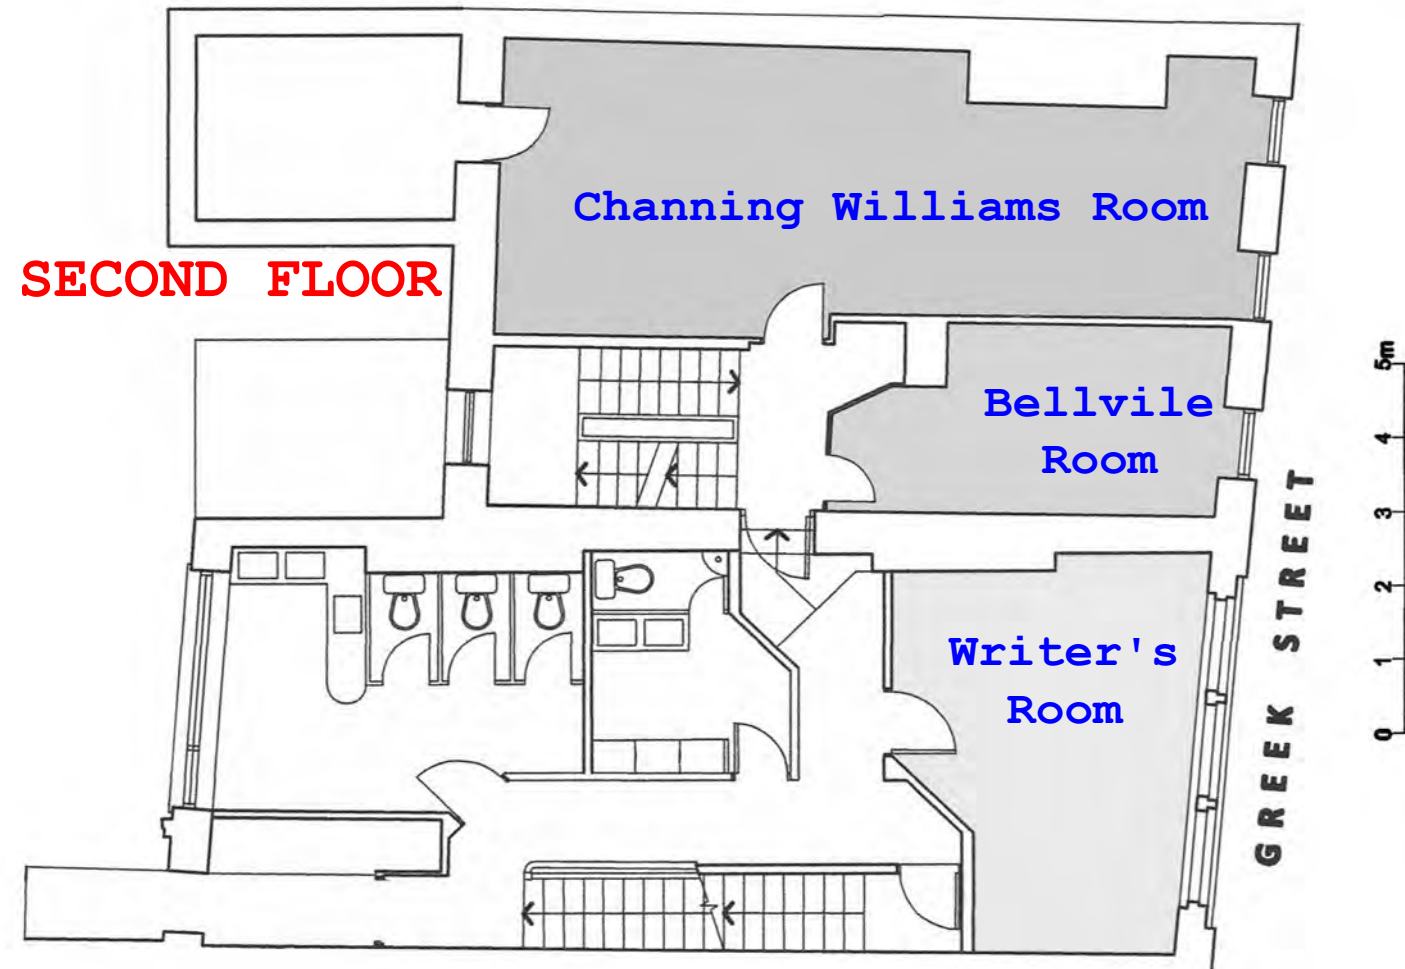 Channing Williams Room
SECOND FLOOR
Bellvile
Room
Writer's
Room
GREEK STREET
5m
4
3
2
1
0